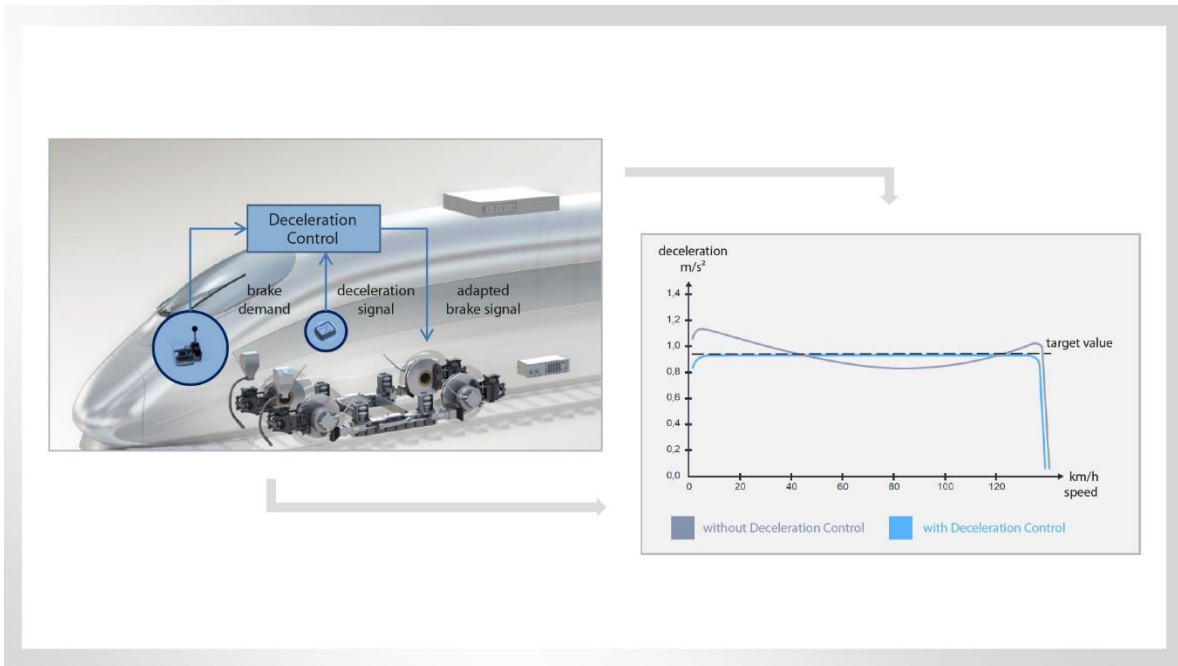 Deceleration
Control
brake
demand
deceleration
signal
adapted
brake signal
deceleration
m/s²
1,4
1,2
1,0
0,8
0,6
0,4
0,2
0,0
target value
0
20
40
60
80
100
120
km/h
speed
without Deceleration Control
with Deceleration Control